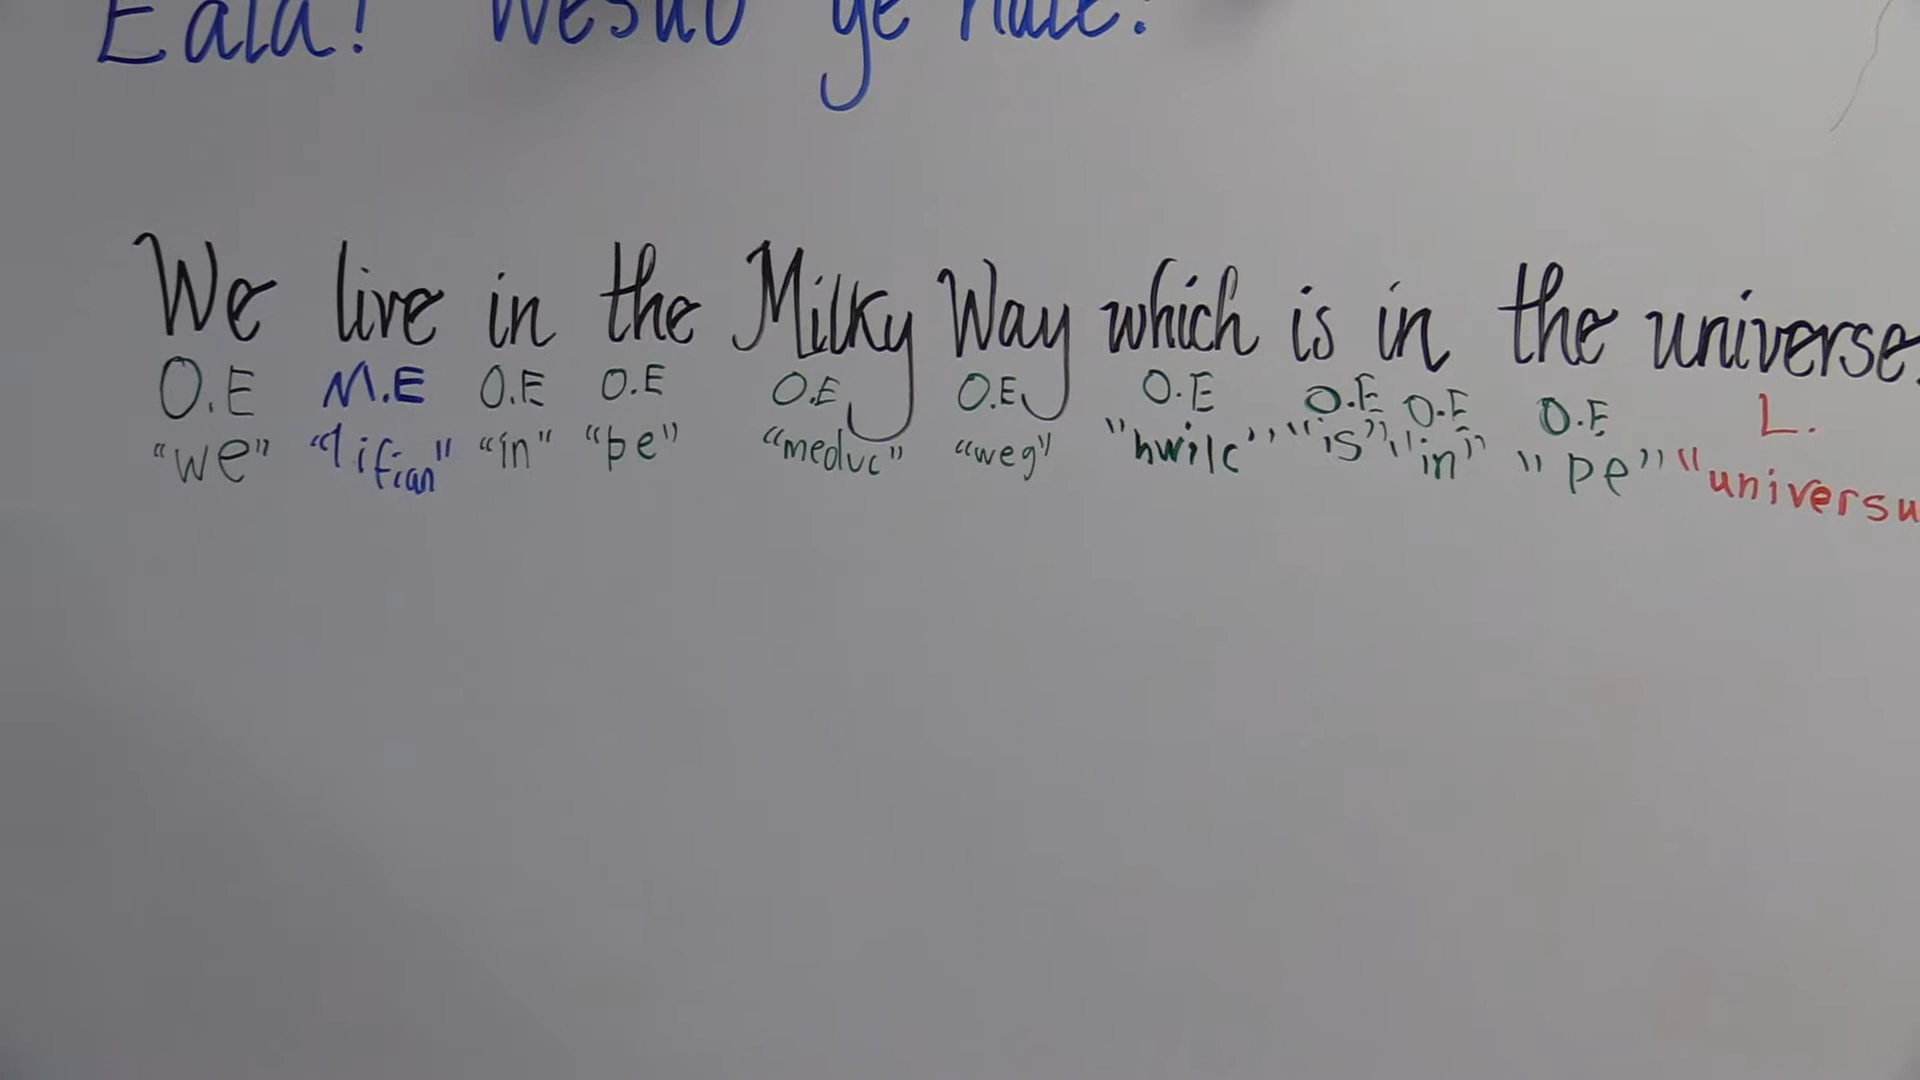 Eala! Wesað ge hale!
We live in the Milky Way which is in the universe.
O.E M.E O.E O.E O.E O.E O.E O.E O.E O.E L.
"we" "lifian" "in" "þe" "meoluc" "weg" "hwilc" "is" "in" "þe" "universu